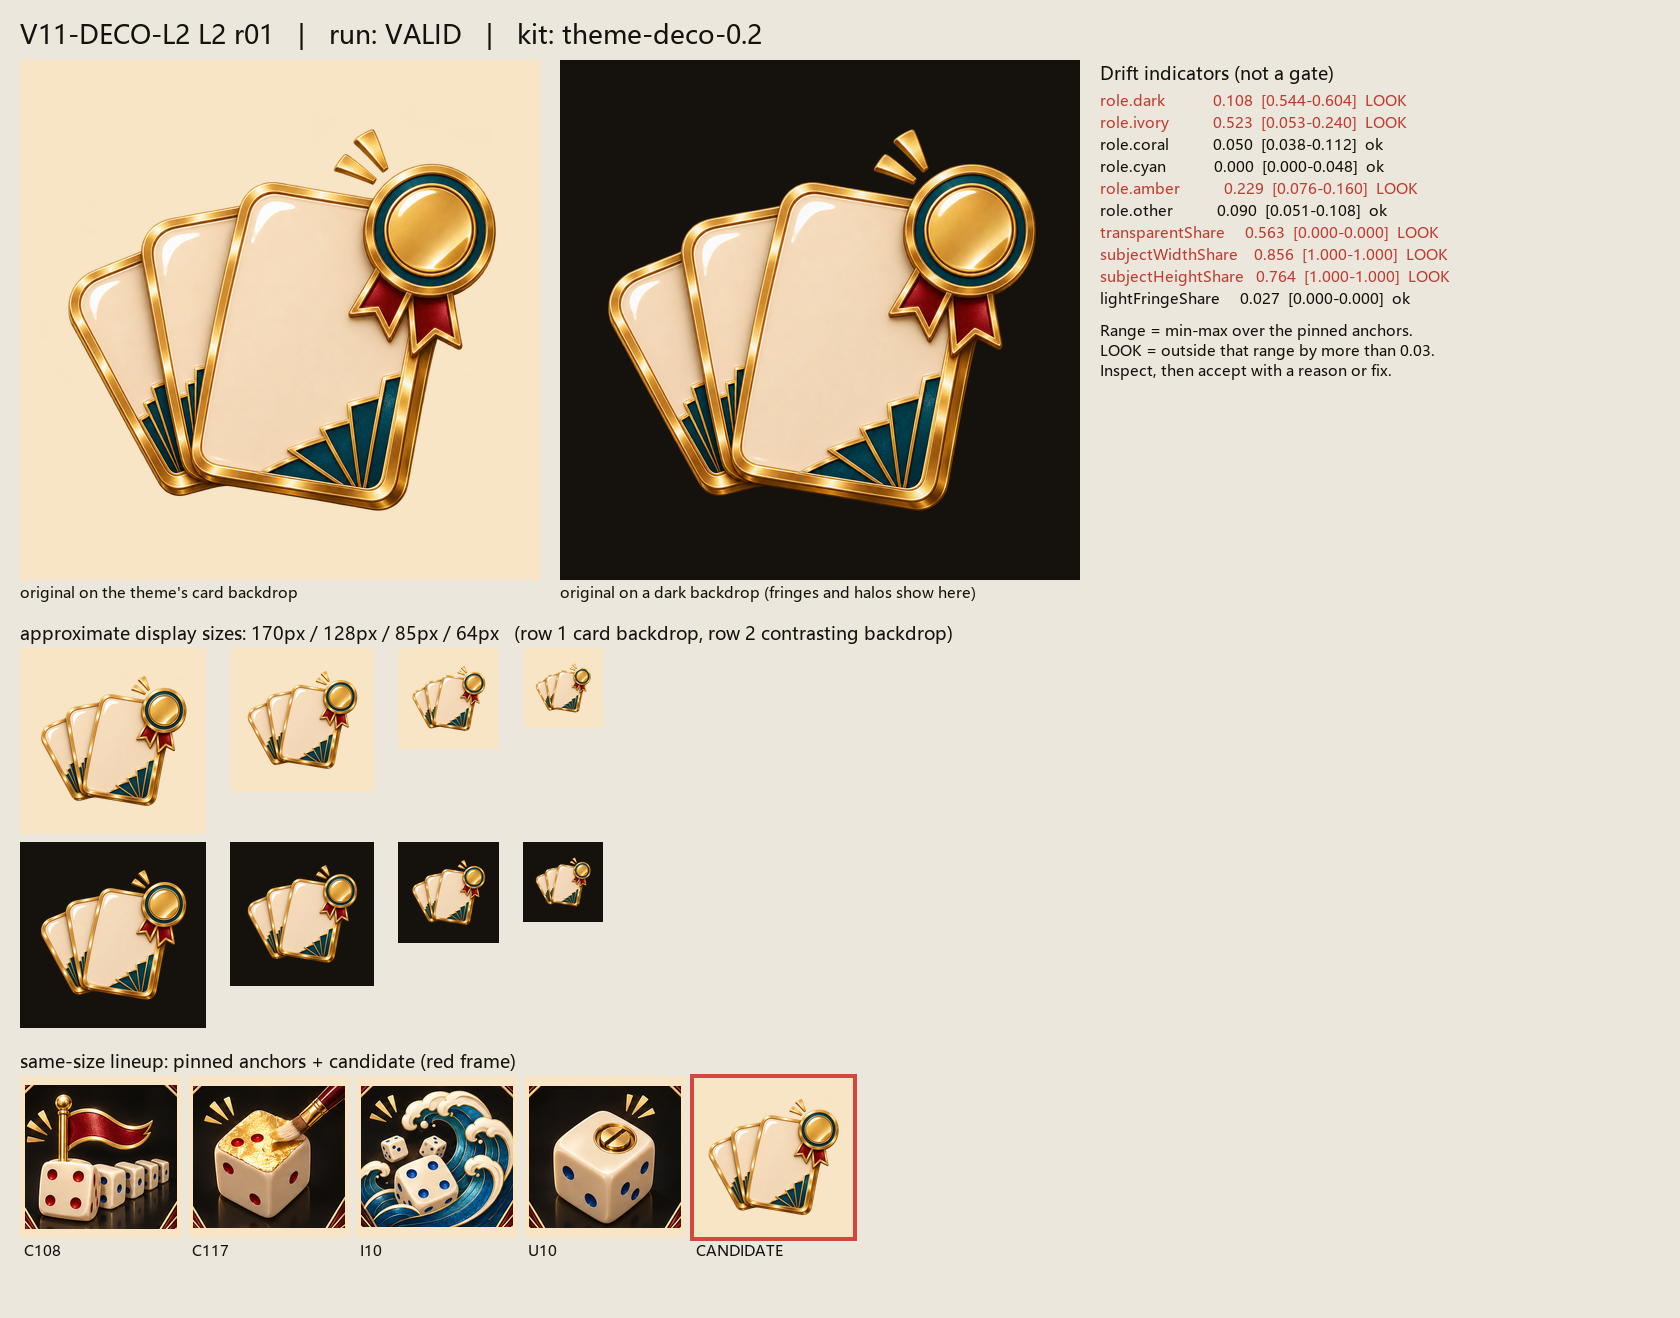 V11-DECO-L2 L2 r01   |   run: VALID   |   kit: theme-deco-0.2
Drift indicators (not a gate)
role.dark 0.108 [0.544-0.604] LOOK
role.ivory 0.523 [0.053-0.240] LOOK
role.coral 0.050 [0.038-0.112] ok
role.cyan 0.000 [0.000-0.048] ok
role.amber 0.229 [0.076-0.160] LOOK
role.other 0.090 [0.051-0.108] ok
transparentShare 0.563 [0.000-0.000] LOOK
subjectWidthShare 0.856 [1.000-1.000] LOOK
subjectHeightShare 0.764 [1.000-1.000] LOOK
lightFringeShare 0.027 [0.000-0.000] ok
Range = min-max over the pinned anchors.
LOOK = outside that range by more than 0.03.
Inspect, then accept with a reason or fix.
original on the theme's card backdrop
original on a dark backdrop (fringes and halos show here)
approximate display sizes: 170px / 128px / 85px / 64px   (row 1 card backdrop, row 2 contrasting backdrop)
same-size lineup: pinned anchors + candidate (red frame)
C108
C117
I10
U10
CANDIDATE